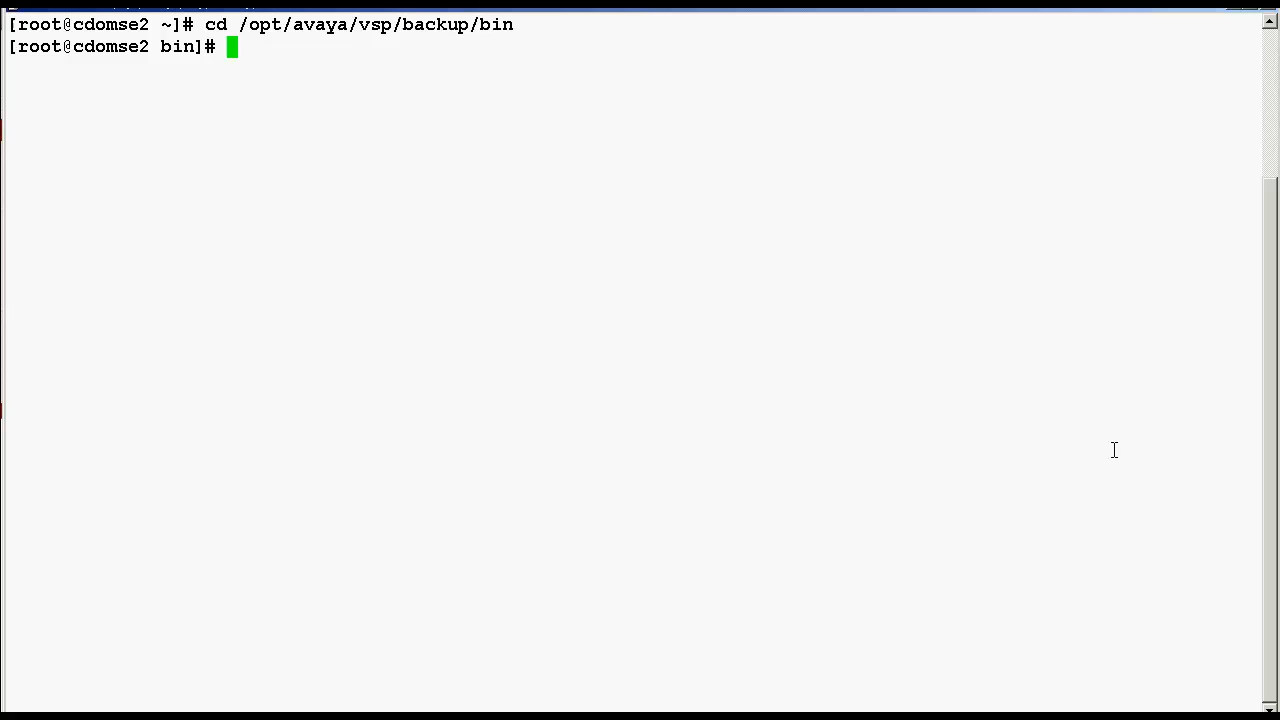 [root@cdomse2 ~]# cd /opt/avaya/vsp/backup/bin
[root@cdomse2 bin]#